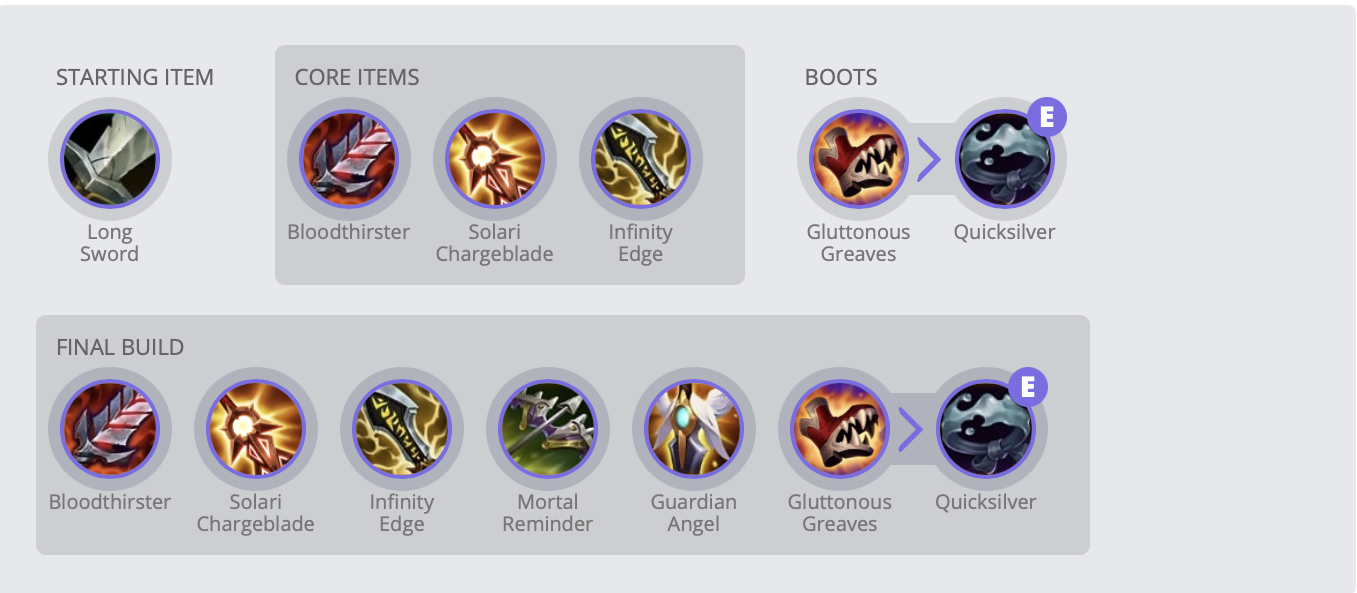 STARTING ITEM
CORE ITEMS
BOOTS
E
Long
Sword
Bloodthirster
Solari
Chargeblade
Infinity
Edge
Gluttonous
Greaves
Quicksilver
FINAL BUILD
E
Bloodthirster
Solari
Chargeblade
Infinity
Edge
Mortal
Reminder
Guardian
Angel
Gluttonous
Greaves
Quicksilver